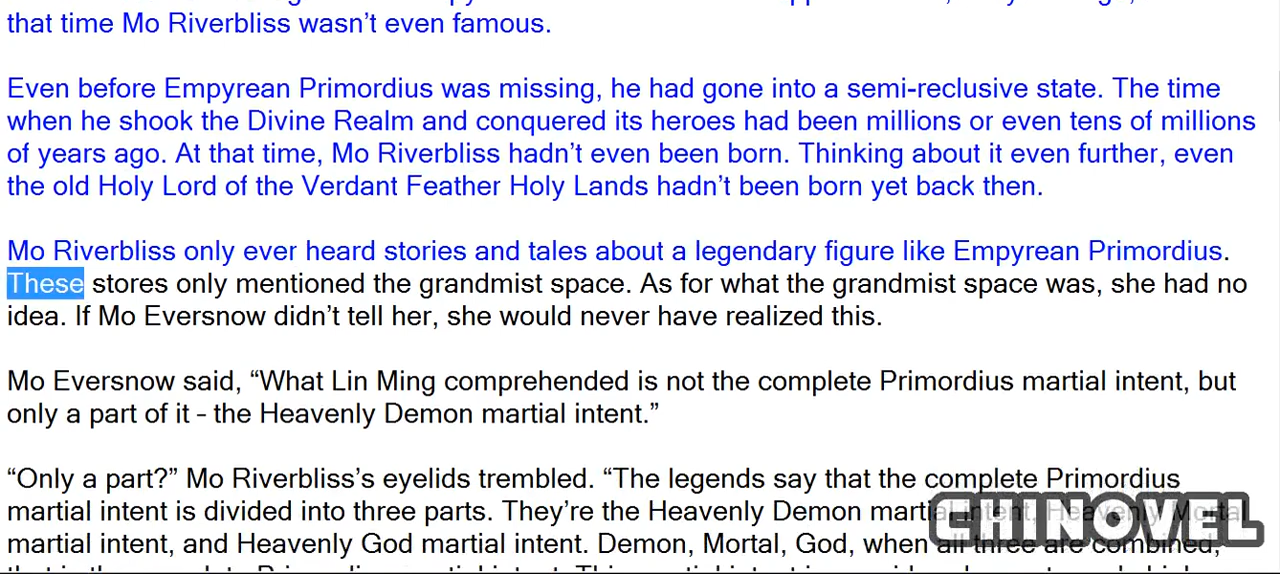 that time Mo Riverbliss wasn’t even famous.
Even before Empyrean Primordius was missing, he had gone into a semi-reclusive state. The time
when he shook the Divine Realm and conquered its heroes had been millions or even tens of millions
of years ago. At that time, Mo Riverbliss hadn’t even been born. Thinking about it even further, even
the old Holy Lord of the Verdant Feather Holy Lands hadn’t been born yet back then.
Mo Riverbliss only ever heard stories and tales about a legendary figure like Empyrean Primordius.
These stores only mentioned the grandmist space. As for what the grandmist space was, she had no
idea. If Mo Eversnow didn’t tell her, she would never have realized this.
Mo Eversnow said, “What Lin Ming comprehended is not the complete Primordius martial intent, but
only a part of it – the Heavenly Demon martial intent.”
“Only a part?” Mo Riverbliss’s eyelids trembled. “The legends say that the complete Primordius
martial intent is divided into three parts. They’re the Heavenly Demon martial intent, Heavenly Mortal
martial intent, and Heavenly God martial intent. Demon, Mortal, God, when all three are combined,
CHINOVEL